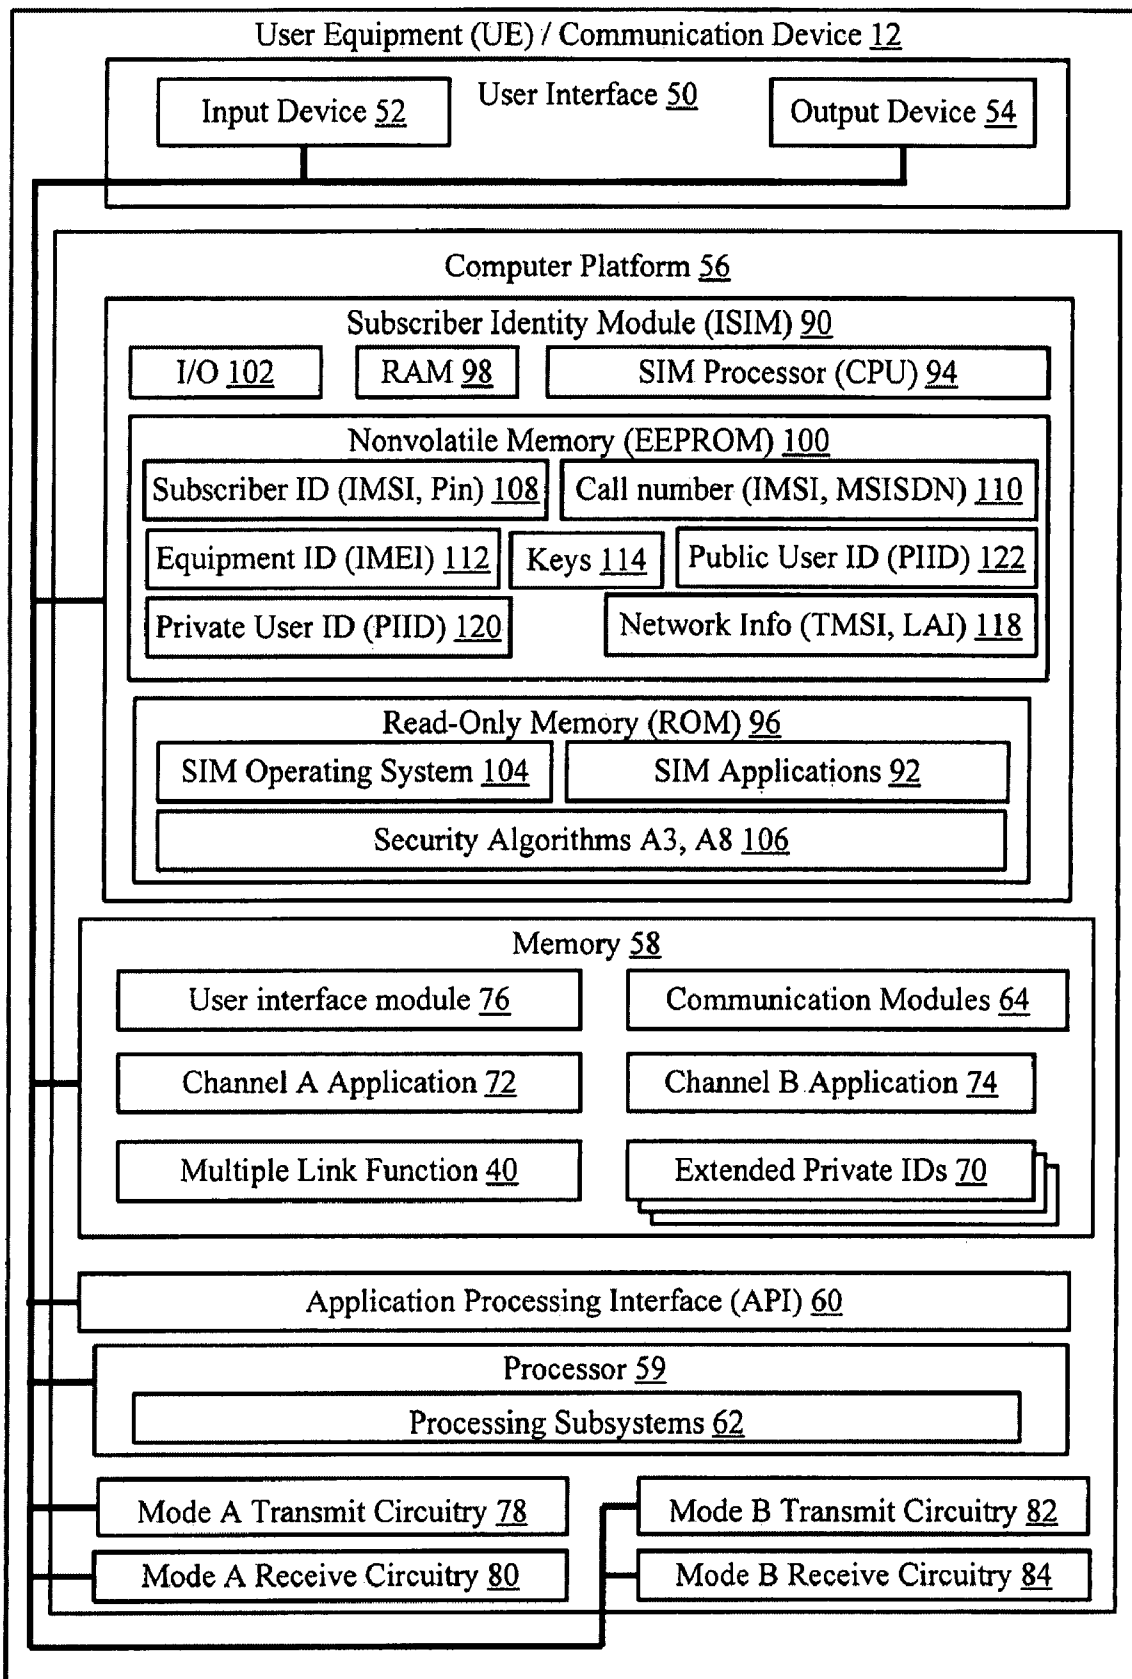 User Equipment (UE) / Communication Device 12
User Interface 50
Input Device 52
Output Device 54
Computer Platform 56
Subscriber Identity Module (ISIM) 90
I/O 102
RAM 98
SIM Processor (CPU) 94
Nonvolatile Memory (EEPROM) 100
Subscriber ID (IMSI, Pin) 108
Call number (IMSI, MSISDN) 110
Equipment ID (IMEI) 112
Keys 114
Public User ID (PIID) 122
Private User ID (PIID) 120
Network Info (TMSI, LAI) 118
Read-Only Memory (ROM) 96
SIM Operating System 104
SIM Applications 92
Security Algorithms A3, A8 106
Memory 58
User interface module 76
Communication Modules 64
Channel A Application 72
Channel B Application 74
Multiple Link Function 40
Extended Private IDs 70
Application Processing Interface (API) 60
Processor 59
Processing Subsystems 62
Mode A Transmit Circuitry 78
Mode B Transmit Circuitry 82
Mode A Receive Circuitry 80
Mode B Receive Circuitry 84